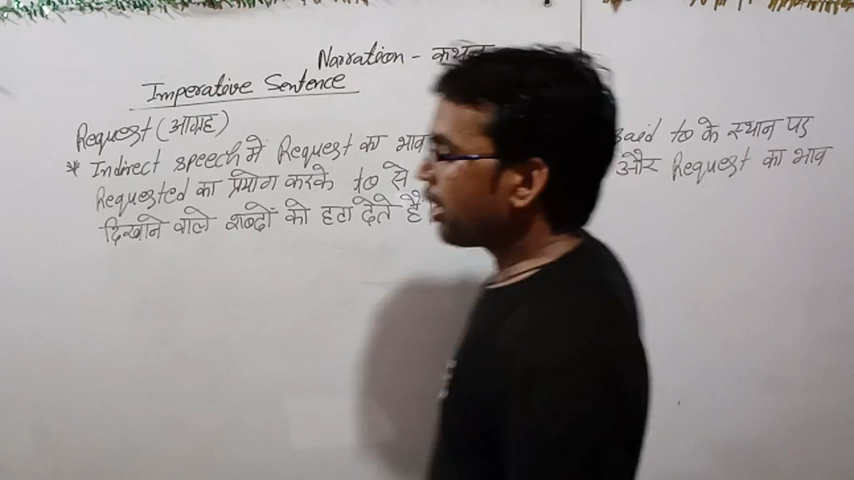 Narration - कथन
Imperative Sentence
Request (आग्रह)
* Indirect speech में Request का भाव said to के स्थान पर
Requested का प्रयोग करके to से और Request का भाव
दिखाने वाले शब्दों को हटा देते है